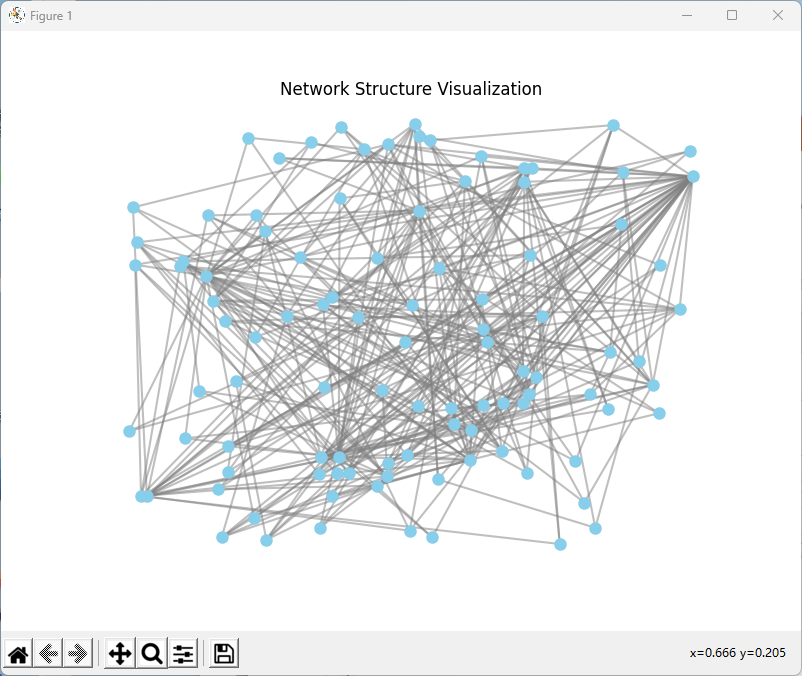 Figure 1
Network Structure Visualization
x=0.666 y=0.205